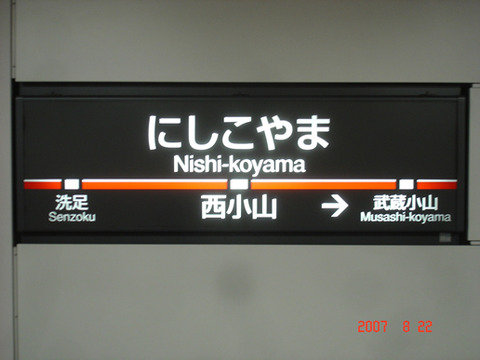 にしこやま
Nishi-koyama
洗足
Senzoku
西小山
→
武蔵小山
Musashi-koyama
2007 8 22